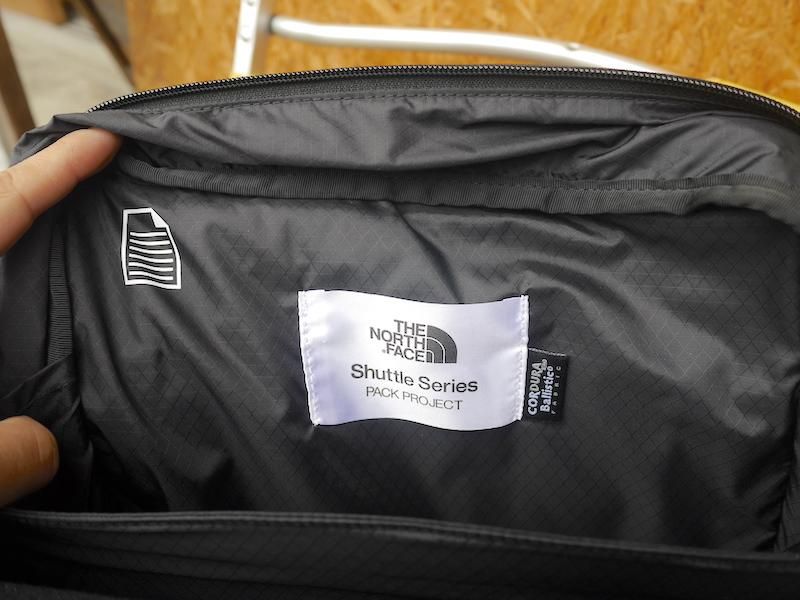 THE
NORTH
FACE
Shuttle Series
PACK PROJECT
CORDURA®
Ballistic®
FABRIC